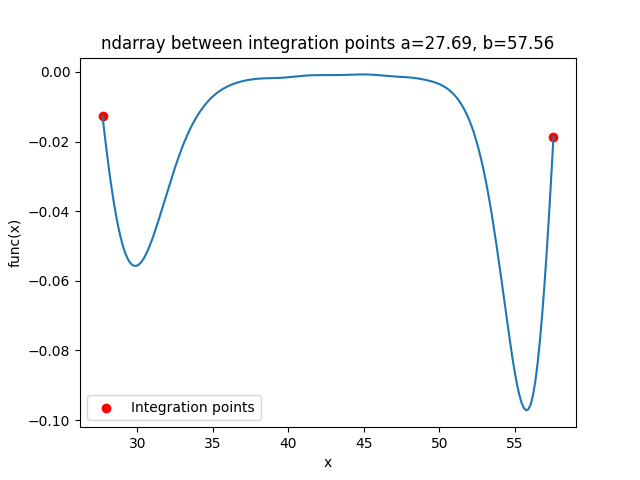 ndarray between integration points a=27.69, b=57.56
0.00
−0.02
−0.04
−0.06
−0.08
−0.10
func(x)
Integration points
30 35 40 45 50 55
x